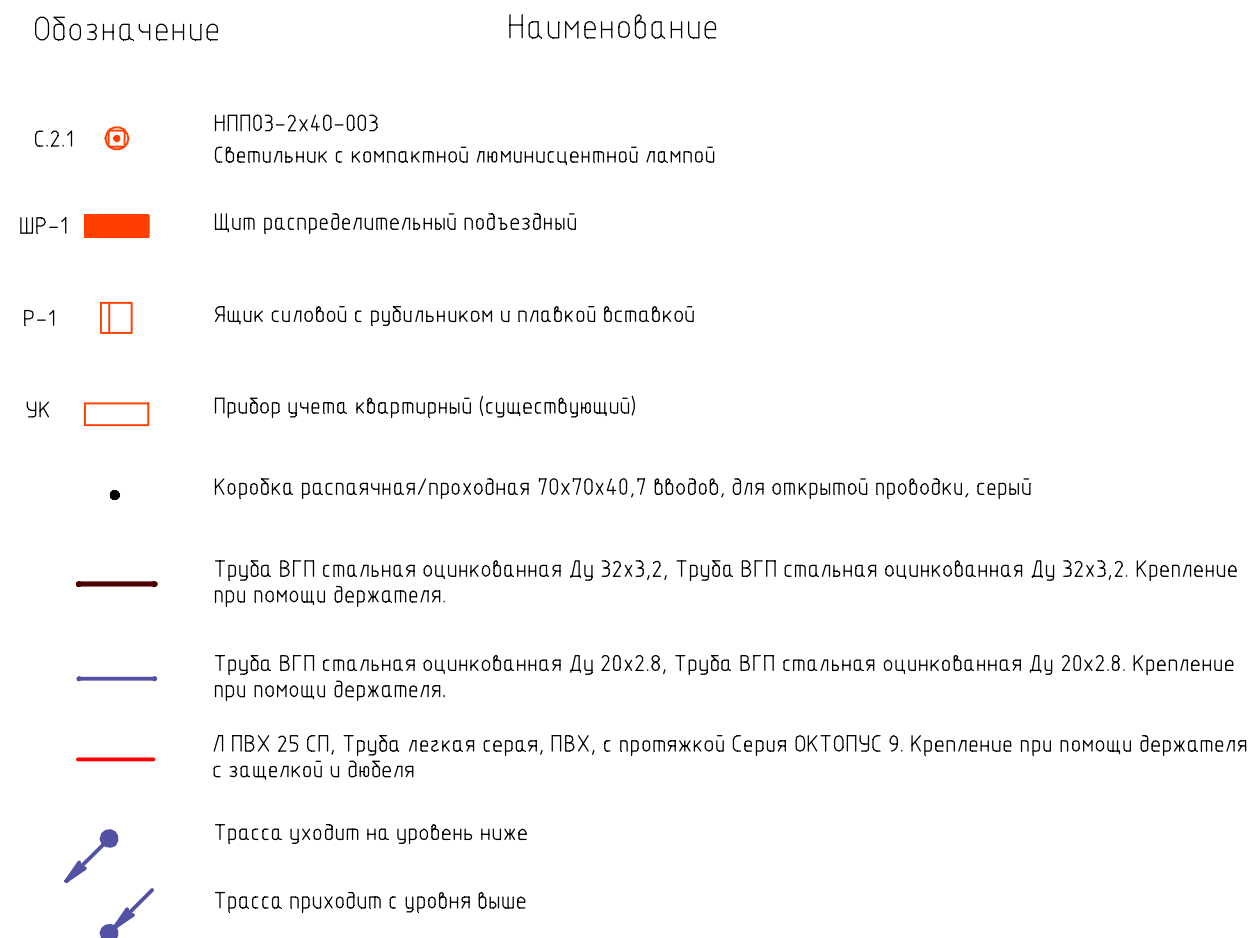 Обозначение Наименование
НПП03-2х40-003
С.2.1
Светильник с компактной люминисцентной лампой
ШР-1 Щит распределительный подъездный
Р-1 Ящик силовой с рубильником и плавкой вставкой
УК Прибор учета квартирный (существующий)
Коробка распаячная/проходная 70х70х40,7 вводов, для открытой проводки, серый
Труба ВГП стальная оцинкованная Ду 32х3,2, Труба ВГП стальная оцинкованная Ду 32х3,2. Крепление
при помощи держателя.
Труба ВГП стальная оцинкованная Ду 20х2.8, Труба ВГП стальная оцинкованная Ду 20х2.8. Крепление
при помощи держателя.
Л ПВХ 25 СП, Труба легкая серая, ПВХ, с протяжкой Серия ОКТОПУС 9. Крепление при помощи держателя
с защелкой и дюбеля
Трасса уходит на уровень ниже
Трасса приходит с уровня выше